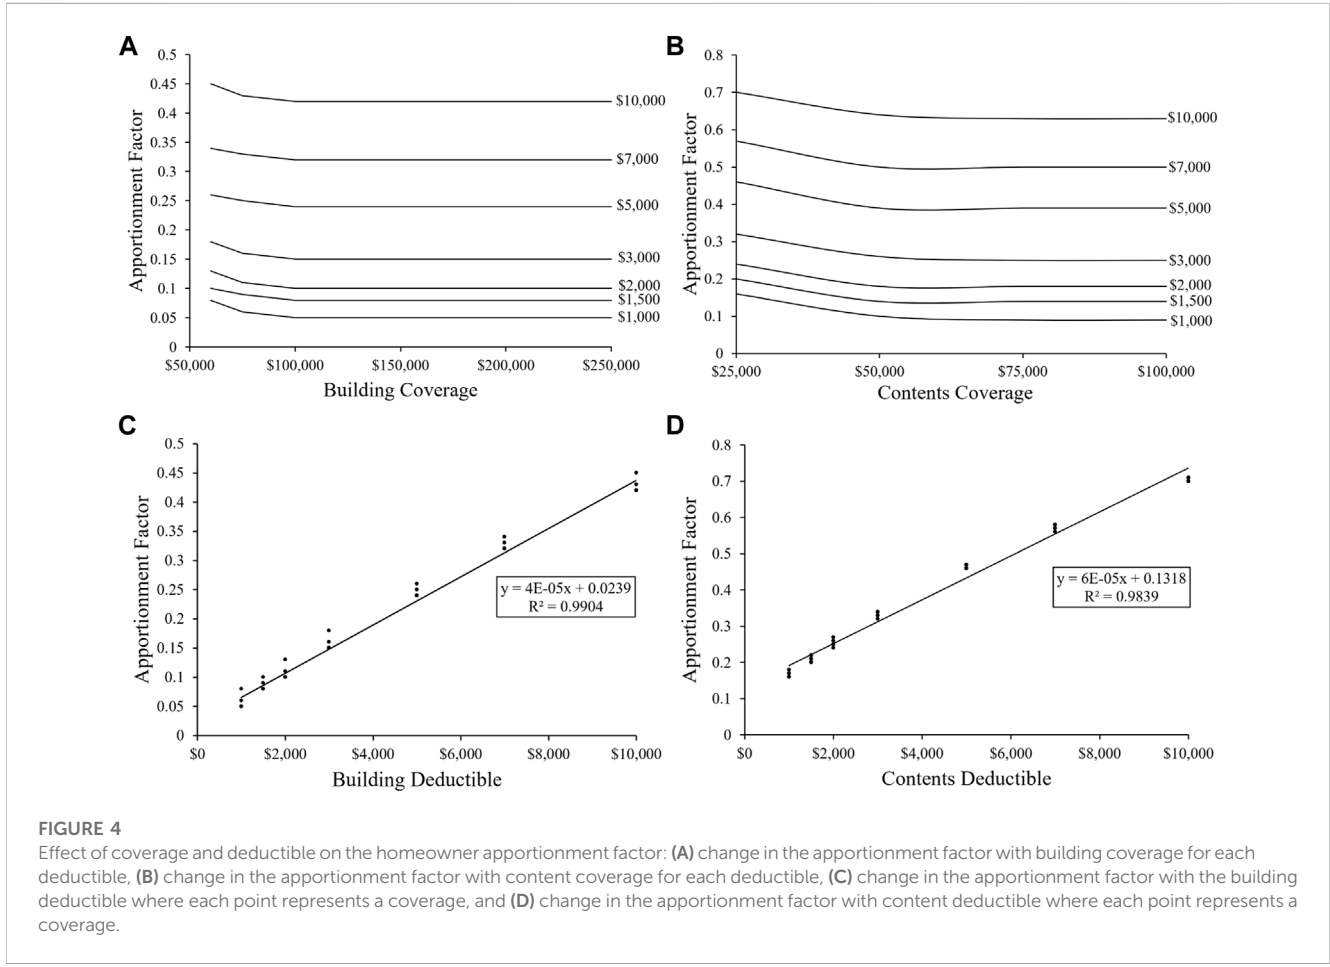 A
0.5
0.45
0.4
0.35
0.3
0.25
0.2
0.15
0.1
0.05
0
Apportionment Factor
$50,000 $100,000 $150,000 $200,000 $250,000
Building Coverage
$10,000
$7,000
$5,000
$3,000
$2,000
$1,500
$1,000
B
0.8
0.7
0.6
0.5
0.4
0.3
0.2
0.1
0
Apportionment Factor
$25,000 $50,000 $75,000 $100,000
Contents Coverage
$10,000
$7,000
$5,000
$3,000
$2,000
$1,500
$1,000
C
0.5
0.45
0.4
0.35
0.3
0.25
0.2
0.15
0.1
0.05
0
Apportionment Factor
y = 4E-05x + 0.0239
R² = 0.9904
$0 $2,000 $4,000 $6,000 $8,000 $10,000
Building Deductible
D
0.8
0.7
0.6
0.5
0.4
0.3
0.2
0.1
0
Apportionment Factor
y = 6E-05x + 0.1318
R² = 0.9839
$0 $2,000 $4,000 $6,000 $8,000 $10,000
Contents Deductible
FIGURE 4
Effect of coverage and deductible on the homeowner apportionment factor: (A) change in the apportionment factor with building coverage for each
deductible, (B) change in the apportionment factor with content coverage for each deductible, (C) change in the apportionment factor with the building
deductible where each point represents a coverage, and (D) change in the apportionment factor with content deductible where each point represents a
coverage.